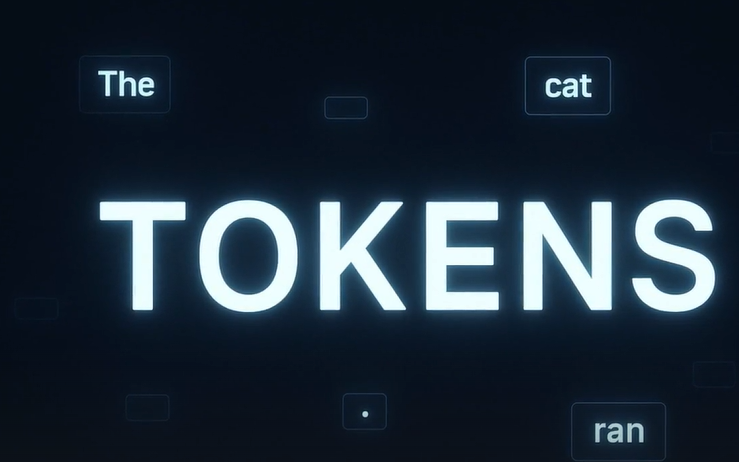 The cat
TOKENS
. ran